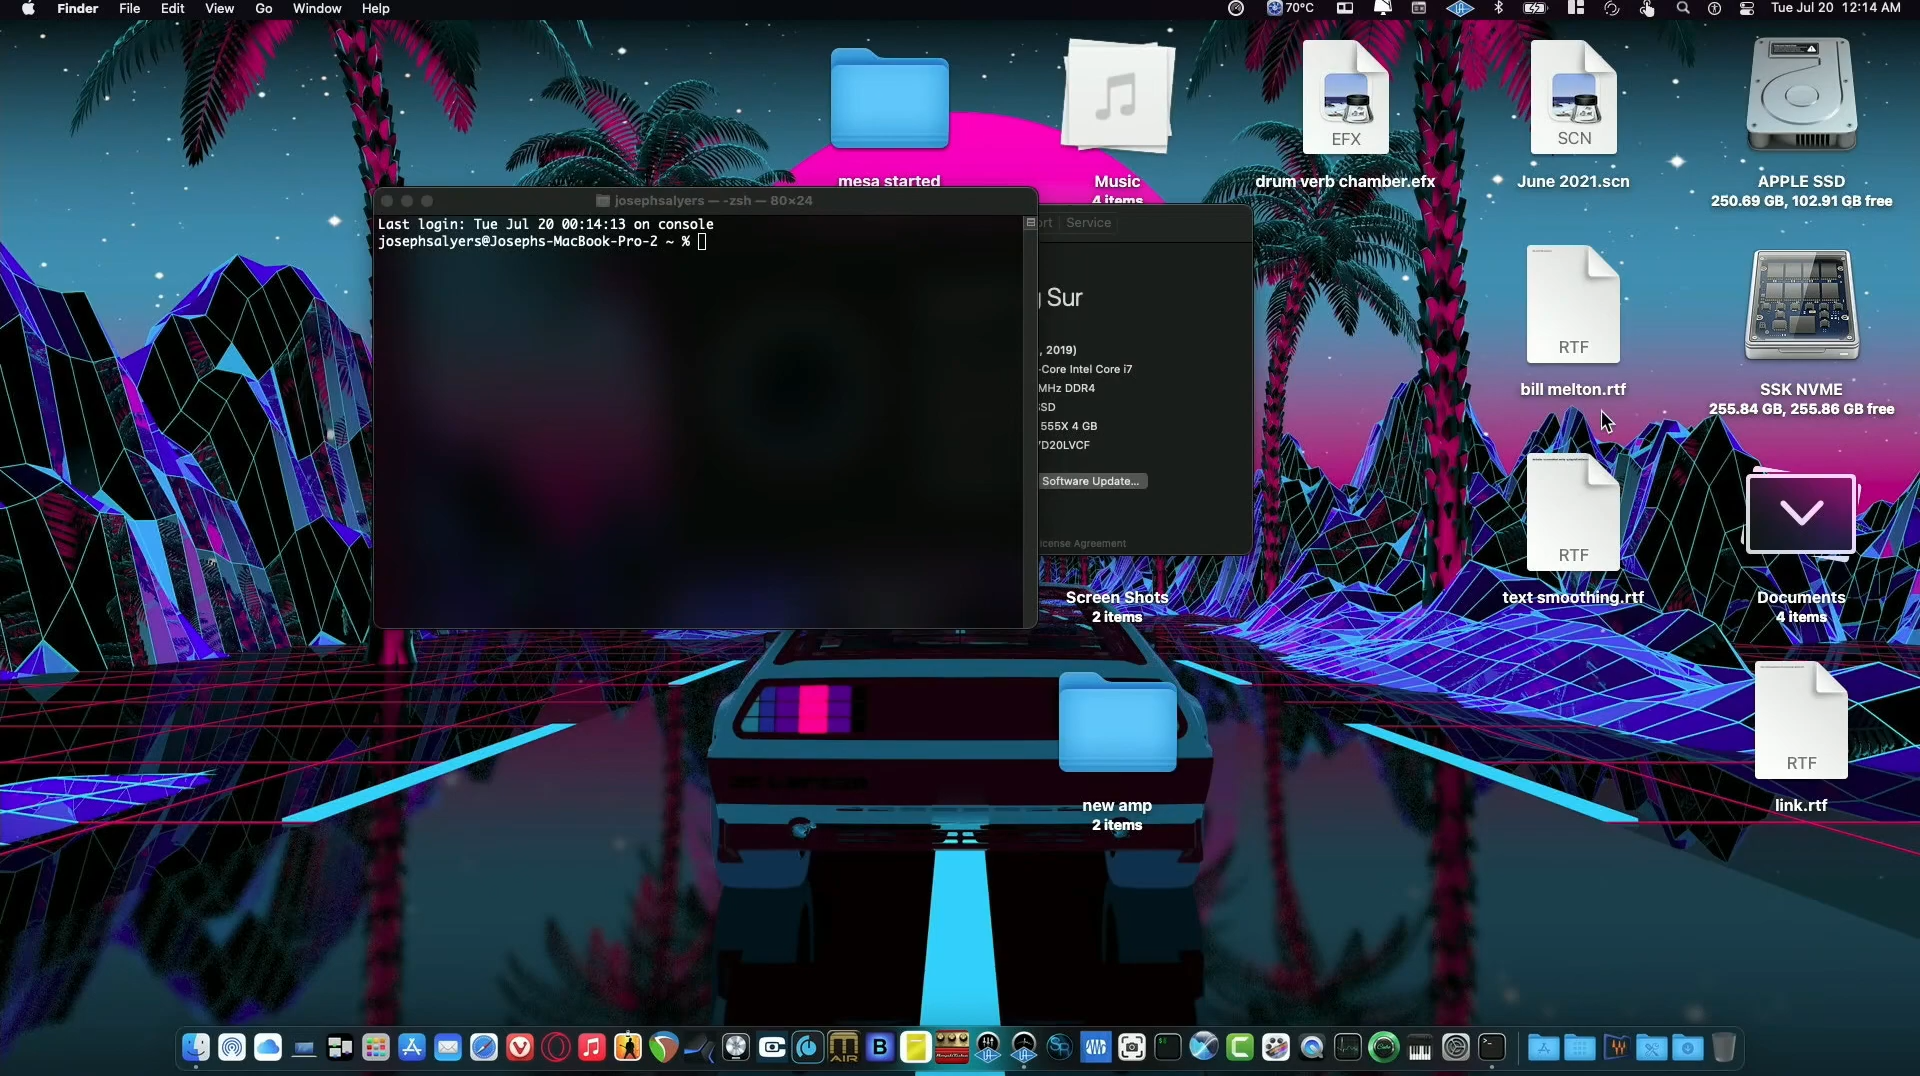 Finder File Edit View Go Window Help
70°C
Tue Jul 20 12:14 AM
mesa started
Music
4 items
EFX
drum verb chamber.efx
SCN
June 2021.scn
APPLE SSD
250.69 GB, 102.91 GB free
josephsalyers — -zsh — 80×24
Last login: Tue Jul 20 00:14:13 on console
josephsalyers@Josephs-MacBook-Pro-2 ~ %
ort Service
Sur
, 2019)
-Core Intel Core i7
MHz DDR4
SSD
555X 4 GB
D20LVCF
Software Update...
icense Agreement
RTF
bill melton.rtf
SSK NVME
255.84 GB, 255.86 GB free
RTF
text smoothing.rtf
Documents
4 items
Screen Shots
2 items
new amp
2 items
RTF
link.rtf
AIR
B